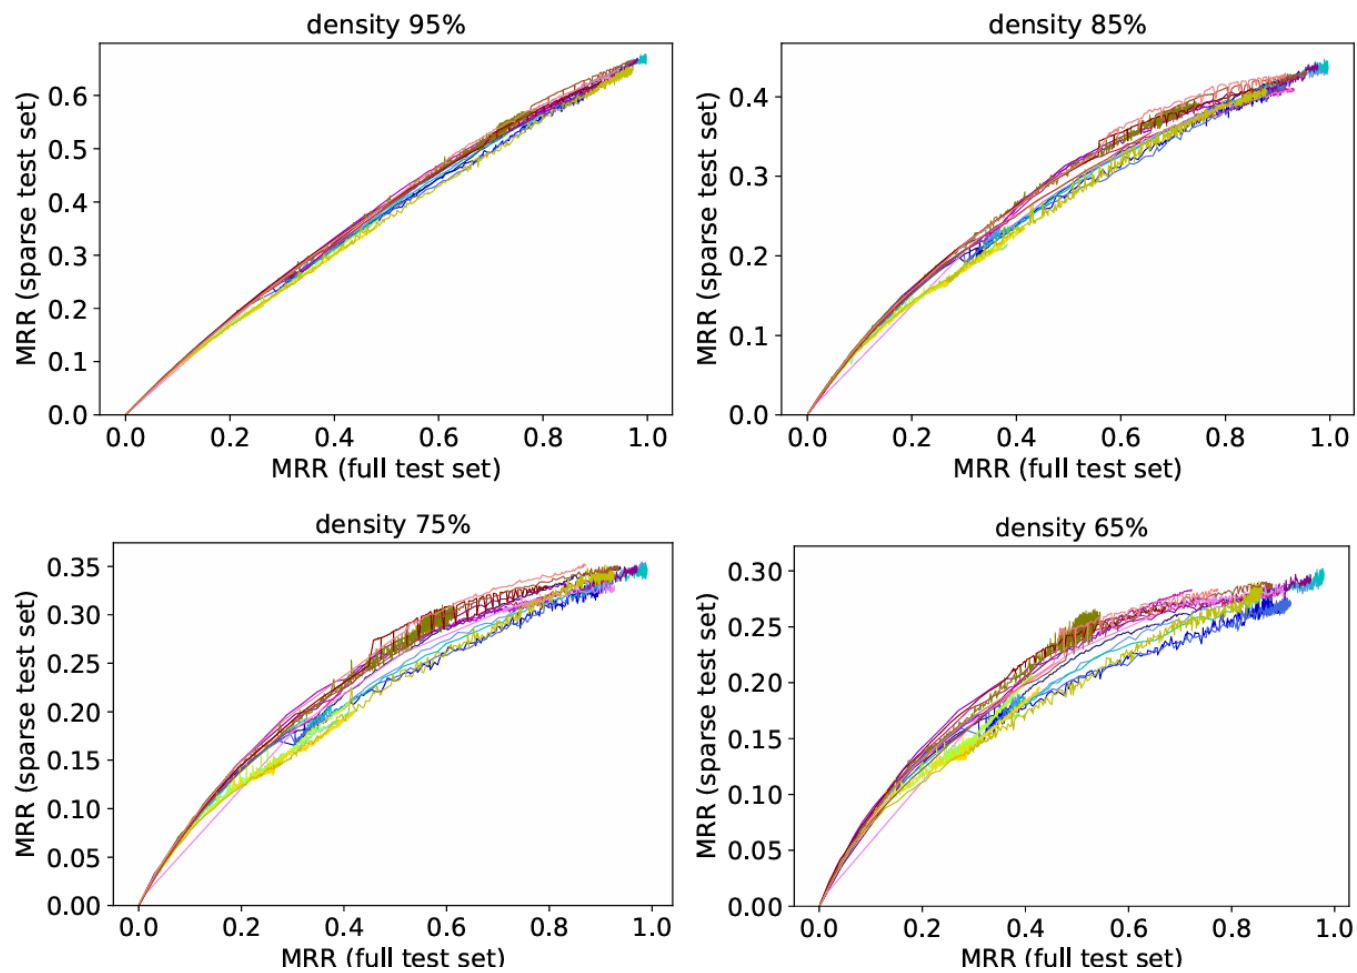 density 95%
MRR (sparse test set)
0.6
0.5
0.4
0.3
0.2
0.1
0.0
0.0 0.2 0.4 0.6 0.8 1.0
MRR (full test set)
density 85%
MRR (sparse test set)
0.4
0.3
0.2
0.1
0.0
0.0 0.2 0.4 0.6 0.8 1.0
MRR (full test set)
density 75%
MRR (sparse test set)
0.35
0.30
0.25
0.20
0.15
0.10
0.05
0.00
0.0 0.2 0.4 0.6 0.8 1.0
MRR (full test set)
density 65%
MRR (sparse test set)
0.30
0.25
0.20
0.15
0.10
0.05
0.00
0.0 0.2 0.4 0.6 0.8 1.0
MRR (full test set)